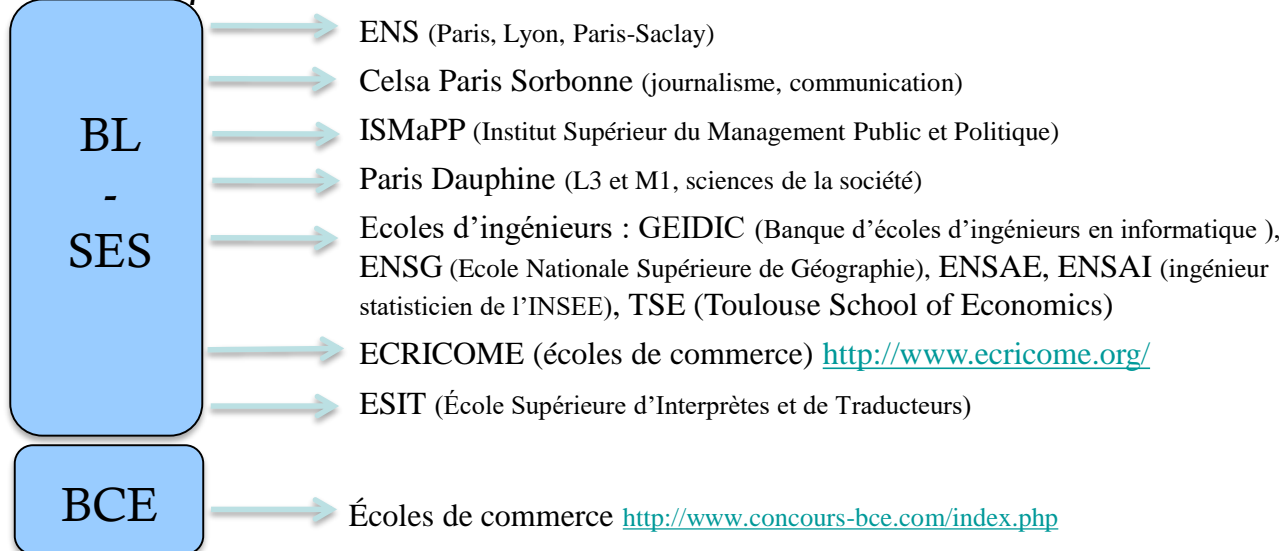 ENS (Paris, Lyon, Paris-Saclay)
Celsa Paris Sorbonne (journalisme, communication)
BL
-
SES
ISMaPP (Institut Supérieur du Management Public et Politique)
Paris Dauphine (L3 et M1, sciences de la société)
Ecoles d’ingénieurs : GEIDIC (Banque d’écoles d’ingénieurs en informatique ),
ENSG (Ecole Nationale Supérieure de Géographie), ENSAE, ENSAI (ingénieur
statisticien de l’INSEE), TSE (Toulouse School of Economics)
ECRICOME (écoles de commerce) http://www.ecricome.org/
ESIT (École Supérieure d’Interprètes et de Traducteurs)
BCE
Écoles de commerce http://www.concours-bce.com/index.php